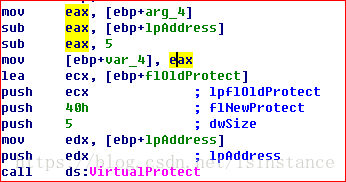 mov eax, [ebp+arg_4]
sub eax, [ebp+lpAddress]
sub eax, 5
mov [ebp+var_4], eax
lea ecx, [ebp+flOldProtect]
push ecx ; lpflOldProtect
push 40h ; flNewProtect
push 5 ; dwSize
mov edx, [ebp+lpAddress]
push edx ; lpAddress
call ds:VirtualProtect
https://blog.csdn.net/isinstance